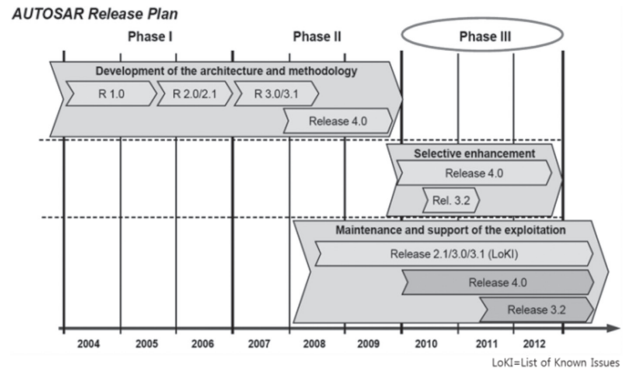 AUTOSAR Release Plan
Phase I Phase II Phase III
Development of the architecture and methodology
R 1.0 R 2.0/2.1 R 3.0/3.1
Release 4.0
Selective enhancement
Release 4.0
Rel. 3.2
Maintenance and support of the exploitation
Release 2.1/3.0/3.1 (LoKI)
Release 4.0
Release 3.2
2004 2005 2006 2007 2008 2009 2010 2011 2012
LoKI=List of Known Issues